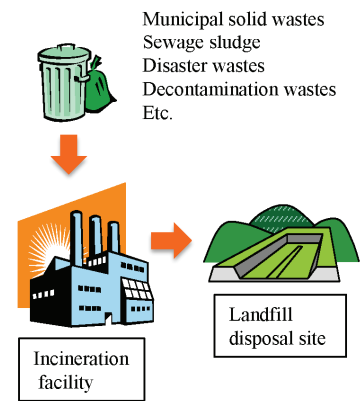 Municipal solid wastes
Sewage sludge
Disaster wastes
Decontamination wastes
Etc.
Landfill
disposal site
Incineration
facility